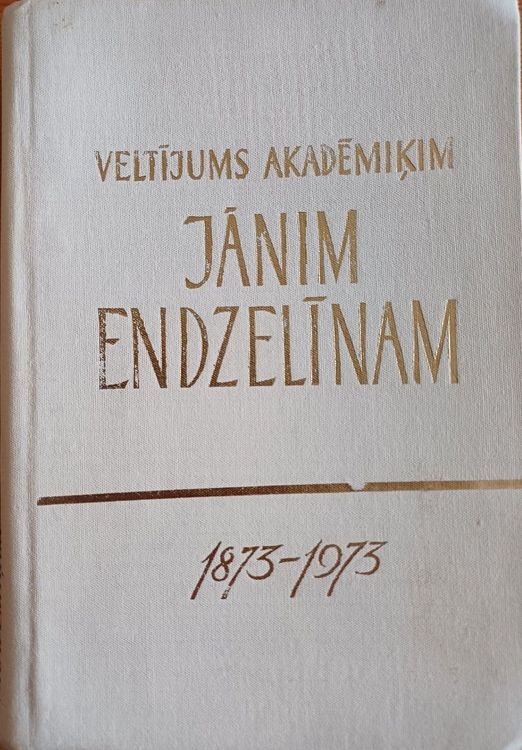 VELTĪJUMS AKADĒMIĶIM
JĀNIM
ENDZELĪNAM
1873-1973